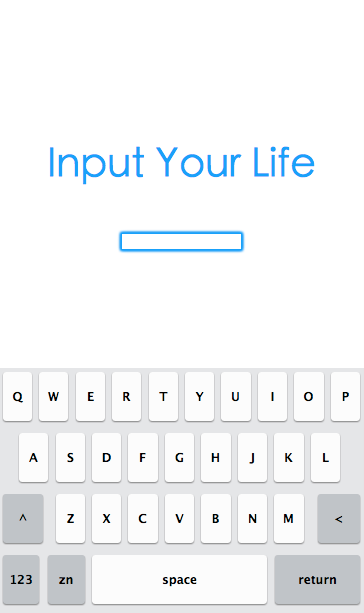 Input Your Life
Q W E R T Y U I O P
A S D F G H J K L
^ Z X C V B N M <
123 zn space return